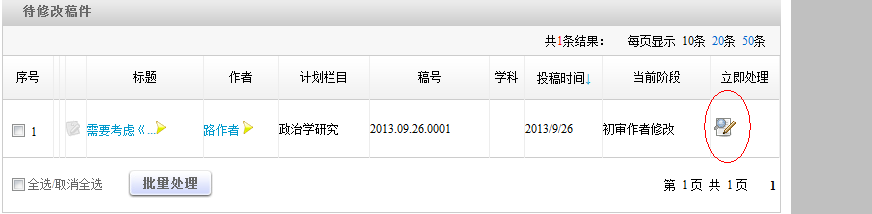 待修改稿件
共1条结果： 每页显示 10条 20条 50条
序号 标题 作者 计划栏目 稿号 学科 投稿时间↓ 当前阶段 立即处理
1 需要考虑《... 路作者 政治学研究 2013.09.26.0001 2013/9/26 初审作者修改
全选/取消全选 批量处理 第 1页 共 1页 1